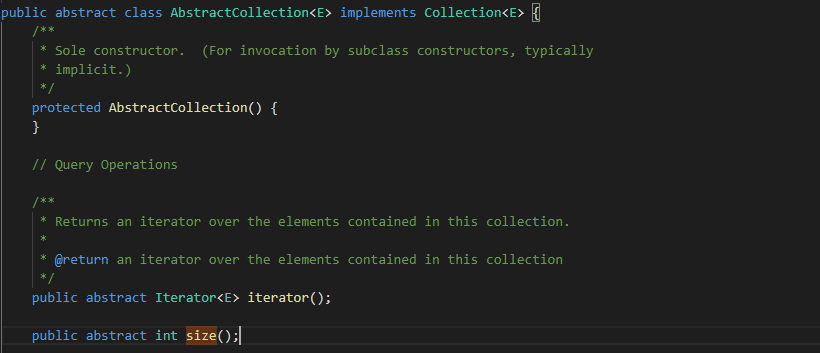 public abstract class AbstractCollection<E> implements Collection<E> {
/**
* Sole constructor.  (For invocation by subclass constructors, typically
* implicit.)
*/
protected AbstractCollection() {
}
// Query Operations
/**
* Returns an iterator over the elements contained in this collection.
*
* @return an iterator over the elements contained in this collection
*/
public abstract Iterator<E> iterator();
public abstract int size();